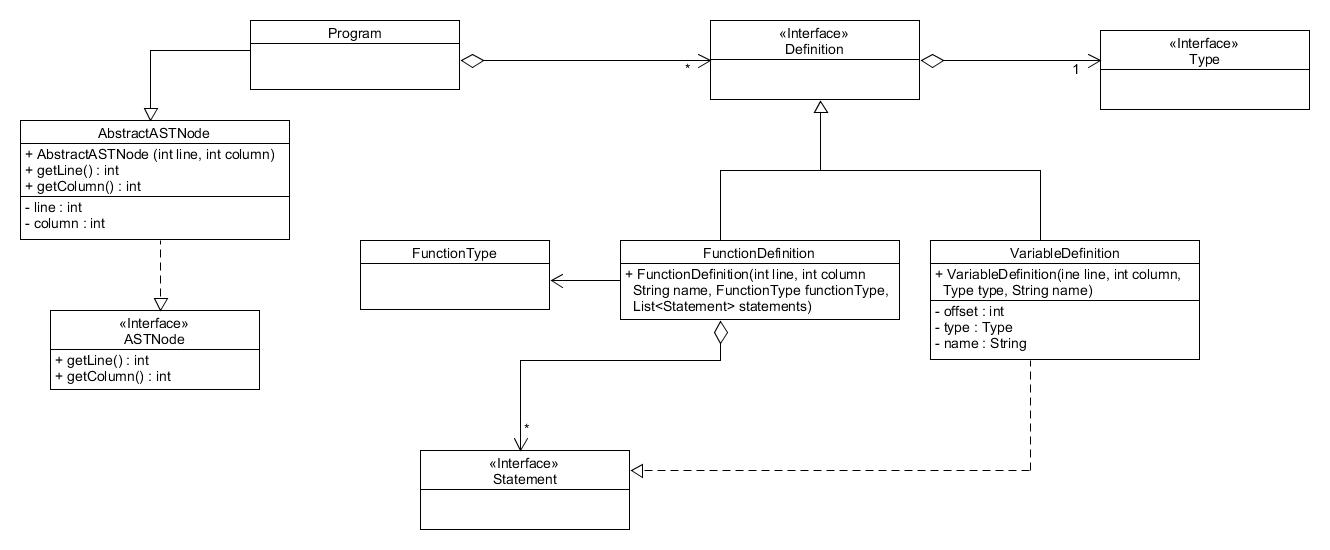 Program
«Interface»
Definition
«Interface»
Type
*
1
AbstractASTNode
+ AbstractASTNode (int line, int column)
+ getLine() : int
+ getColumn() : int
- line : int
- column : int
FunctionType
FunctionDefinition
+ FunctionDefinition(int line, int column
String name, FunctionType functionType,
List<Statement> statements)
VariableDefinition
+ VariableDefinition(ine line, int column,
Type type, String name)
- offset : int
- type : Type
- name : String
«Interface»
ASTNode
+ getLine() : int
+ getColumn() : int
*
«Interface»
Statement